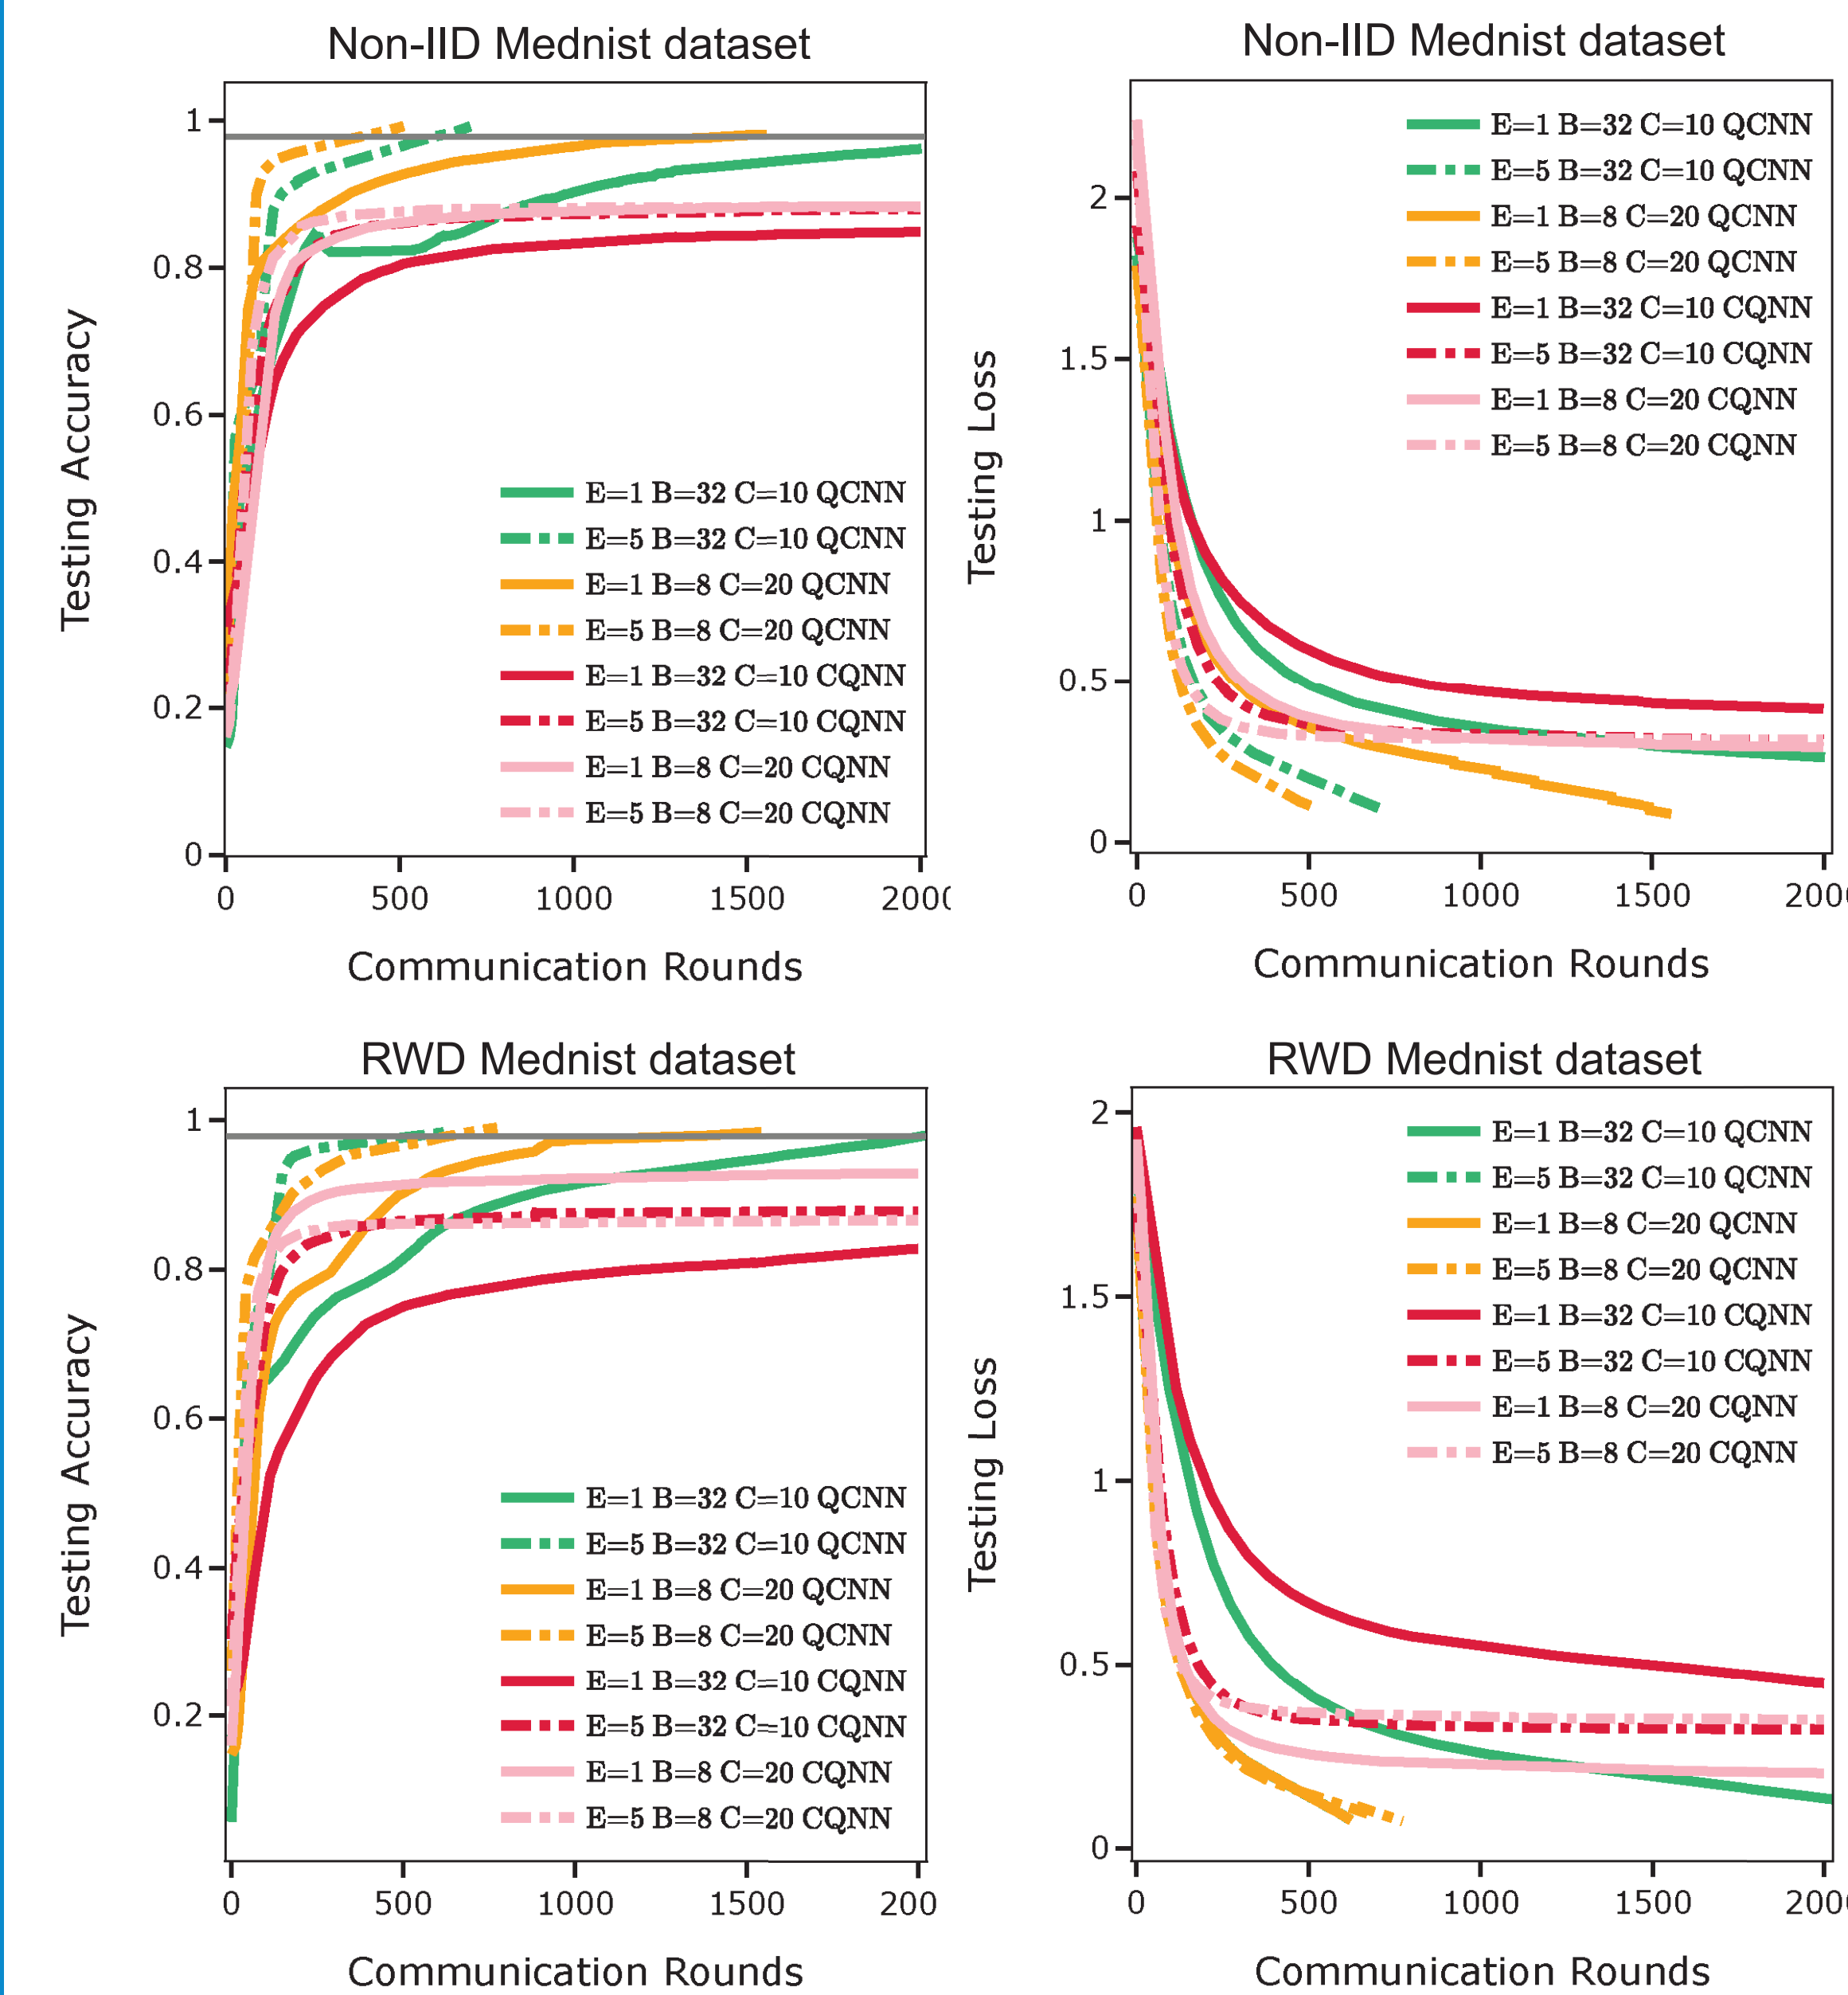 Non-IID Mednist dataset
Testing Accuracy
1
0.8
0.6
0.4
0.2
0
0 500 1000 1500 200
Communication Rounds
E=1 B=32 C=10 QCNN
E=5 B=32 C=10 QCNN
E=1 B=8 C=20 QCNN
E=5 B=8 C=20 QCNN
E=1 B=32 C=10 CQNN
E=5 B=32 C=10 CQNN
E=1 B=8 C=20 CQNN
E=5 B=8 C=20 CQNN
Non-IID Mednist dataset
Testing Loss
2
1.5
1
0.5
0
0 500 1000 1500 200
Communication Rounds
E=1 B=32 C=10 QCNN
E=5 B=32 C=10 QCNN
E=1 B=8 C=20 QCNN
E=5 B=8 C=20 QCNN
E=1 B=32 C=10 CQNN
E=5 B=32 C=10 CQNN
E=1 B=8 C=20 CQNN
E=5 B=8 C=20 CQNN
RWD Mednist dataset
Testing Accuracy
1
0.8
0.6
0.4
0.2
0 500 1000 1500 200
Communication Rounds
E=1 B=32 C=10 QCNN
E=5 B=32 C=10 QCNN
E=1 B=8 C=20 QCNN
E=5 B=8 C=20 QCNN
E=1 B=32 C=10 CQNN
E=5 B=32 C=10 CQNN
E=1 B=8 C=20 CQNN
E=5 B=8 C=20 CQNN
RWD Mednist dataset
Testing Loss
2
1.5
1
0.5
0
0 500 1000 1500 200
Communication Rounds
E=1 B=32 C=10 QCNN
E=5 B=32 C=10 QCNN
E=1 B=8 C=20 QCNN
E=5 B=8 C=20 QCNN
E=1 B=32 C=10 CQNN
E=5 B=32 C=10 CQNN
E=1 B=8 C=20 CQNN
E=5 B=8 C=20 CQNN